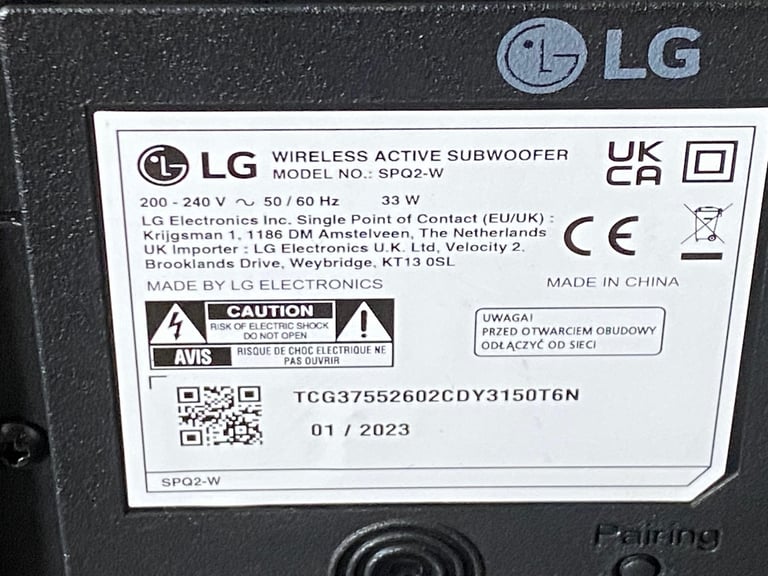 LG
LG
WIRELESS ACTIVE SUBWOOFER
MODEL NO.: SPQ2-W
UK
CA
200 - 240 V ~ 50 / 60 Hz 33 W
LG Electronics Inc. Single Point of Contact (EU/UK) :
Krijgsman 1, 1186 DM Amstelveen, The Netherlands
UK Importer : LG Electronics U.K. Ltd, Velocity 2.
Brooklands Drive, Weybridge, KT13 0SL
CE
MADE BY LG ELECTRONICS
MADE IN CHINA
CAUTION
RISK OF ELECTRIC SHOCK
DO NOT OPEN
AVIS
RISQUE DE CHOC ELECTRIQUE NE
PAS OUVRIR
UWAGA!
PRZED OTWARCIEM OBUDOWY
ODŁĄCZYĆ OD SIECI
TCG37552602CDY3150T6N
01 / 2023
SPQ2-W
Pairing